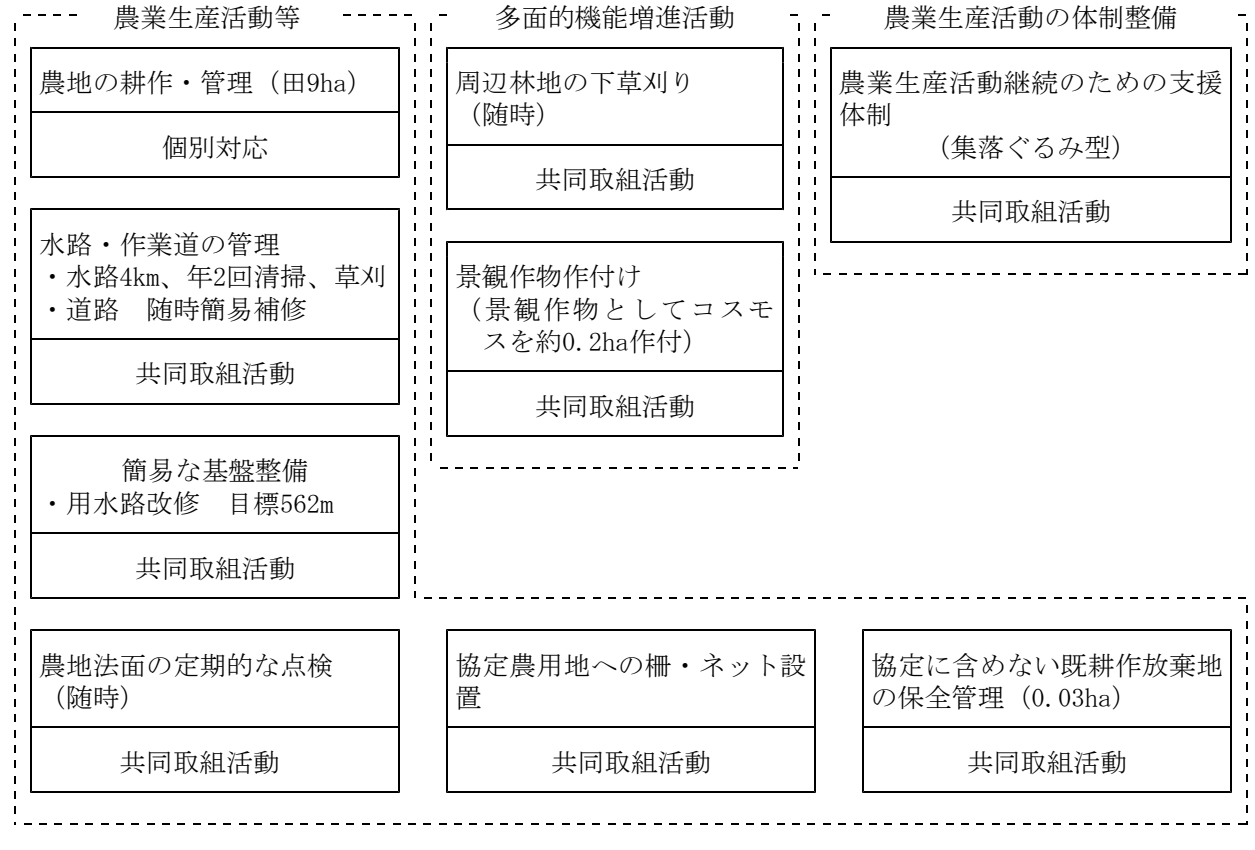 農業生産活動等
農地の耕作・管理（田9ha）
個別対応
水路・作業道の管理
・水路4km、年2回清掃、草刈
・道路　随時簡易補修
共同取組活動
簡易な基盤整備
・用水路改修　目標562m
共同取組活動
農地法面の定期的な点検
（随時）
共同取組活動
協定農用地への柵・ネット設
置
共同取組活動
協定に含めない既耕作放棄地
の保全管理（0.03ha）
共同取組活動
多面的機能増進活動
周辺林地の下草刈り
（随時）
共同取組活動
景観作物作付け
（景観作物としてコスモ
スを約0.2ha作付）
共同取組活動
農業生産活動の体制整備
農業生産活動継続のための支援
体制
（集落ぐるみ型）
共同取組活動